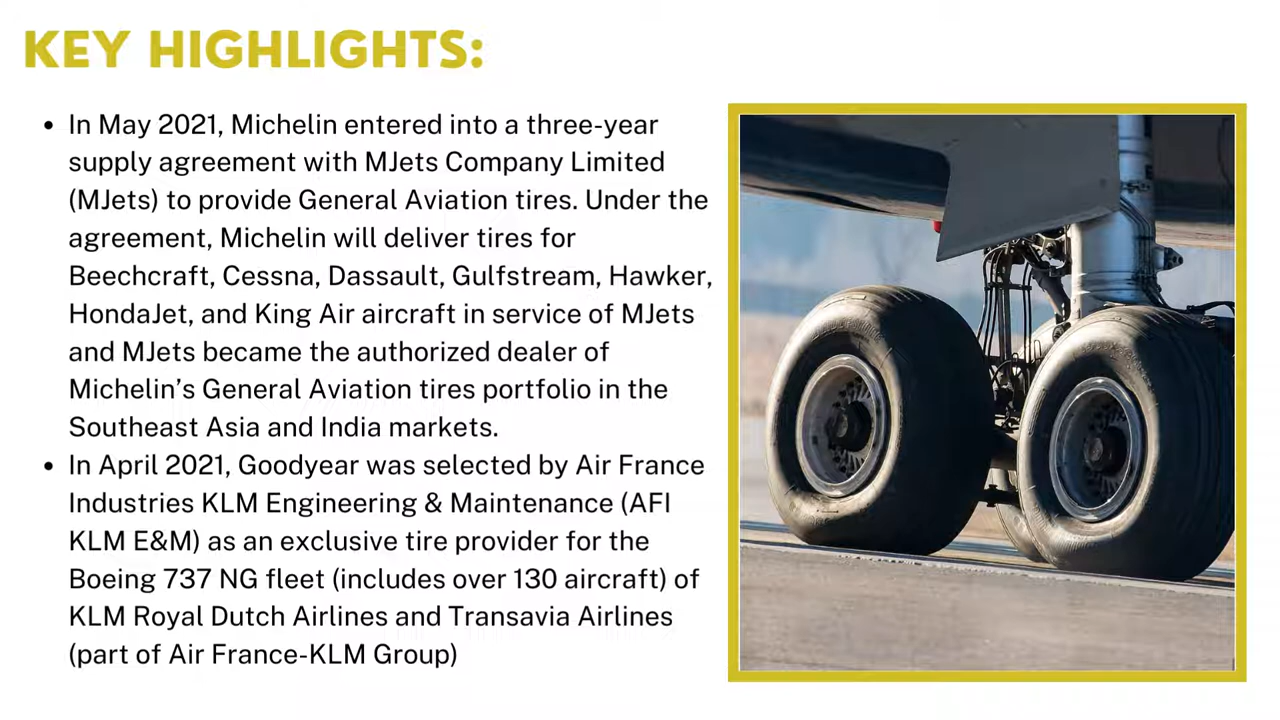 KEY HIGHLIGHTS:
• In May 2021, Michelin entered into a three-year
supply agreement with MJets Company Limited
(MJets) to provide General Aviation tires. Under the
agreement, Michelin will deliver tires for
Beechcraft, Cessna, Dassault, Gulfstream, Hawker,
HondaJet, and King Air aircraft in service of MJets
and MJets became the authorized dealer of
Michelin’s General Aviation tires portfolio in the
Southeast Asia and India markets.
• In April 2021, Goodyear was selected by Air France
Industries KLM Engineering & Maintenance (AFI
KLM E&M) as an exclusive tire provider for the
Boeing 737 NG fleet (includes over 130 aircraft) of
KLM Royal Dutch Airlines and Transavia Airlines
(part of Air France-KLM Group)